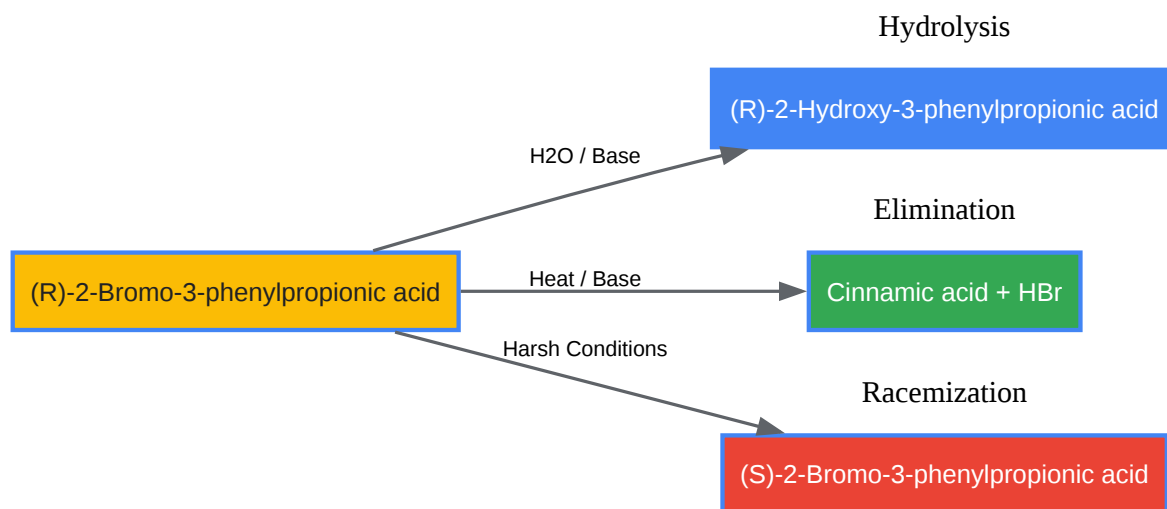 Hydrolysis
(R)-2-Hydroxy-3-phenylpropionic acid
H2O / Base
Elimination
(R)-2-Bromo-3-phenylpropionic acid
Heat / Base
Cinnamic acid + HBr
Harsh Conditions
Racemization
(S)-2-Bromo-3-phenylpropionic acid